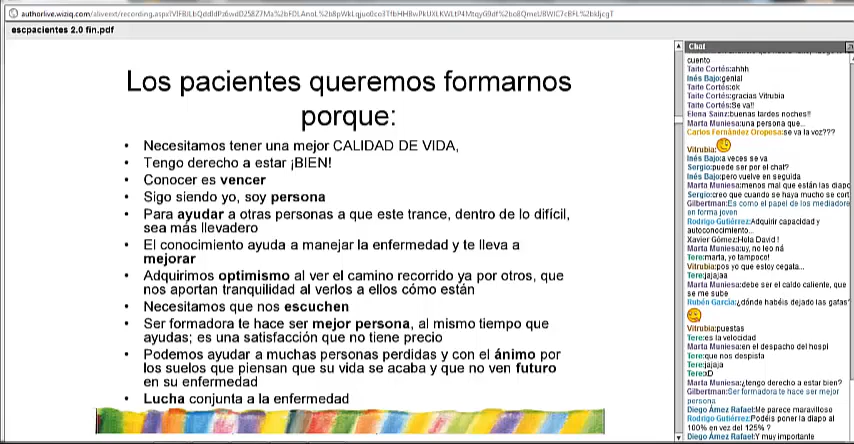 escpacientes 2.0 fin.pdf
Los pacientes queremos formarnos
porque:
• Necesitamos tener una mejor CALIDAD DE VIDA,
• Tengo derecho a estar ¡BIEN!
• Conocer es vencer
• Sigo siendo yo, soy persona
• Para ayudar a otras personas a que este trance, dentro de lo difícil,
sea más llevadero
• El conocimiento ayuda a manejar la enfermedad y te lleva a
mejorar
• Adquirimos optimismo al ver el camino recorrido ya por otros, que
nos aportan tranquilidad al verlos a ellos cómo están
• Necesitamos que nos escuchen
• Ser formadora te hace ser mejor persona, al mismo tiempo que
ayudas; es una satisfacción que no tiene precio
• Podemos ayudar a muchas personas perdidas y con el ánimo por
los suelos que piensan que su vida se acaba y que no ven futuro
en su enfermedad
• Lucha conjunta a la enfermedad
Chat
cuento
Taite Cortés:ahhh
Inés Bajo:genial
Taite Cortés:ok
Taite Cortés:gracias Vitrubia
Taite Cortés:Se va!!
Elena Sainz:buenas tardes noches!!
Marta Muniesa:una persona que...
Carlos Fernández Oropesa:se va la voz???
Vitrubia:
Inés Bajo:a veces se va
Sergio:puede ser por el chat?
Inés Bajo:pero vuelve en seguida
Marta Muniesa:menos mal que están las diapo
Sergio:creo que cuando se haya mucho se cort
Gilbertman:Es como el papel de los mediadore
en forma joven
Rodrigo Gutiérrez:Adquirir capacidad y
autoconocimiento...
Xavier Gómez:Hola David !
Marta Muniesa:uy, no leo ná
Tere:marta, yo tampoco!
Vitrubia:pos yo que estoy cegata...
Tere:jajajaa
Marta Muniesa:debe ser el caldo caliente, que
se me sube
Rubén García:¿dónde habéis dejado las gafas
Vitrubia:puestas
Tere:es la velocidad
Marta Muniesa:en el despacho del hospi
Tere:que nos despista
Tere:jajaja
Tere:xD
Marta Muniesa:¿tengo derecho a estar bien?
Gilbertman:Ser formadora te hace ser mejor
persona
Diego Ámez Rafael:Me parece maravilloso
Rodrigo Gutiérrez:Podéis poner la diapo al
100% en vez del 125% ?
Diego Ámez Rafael:Y muy importante